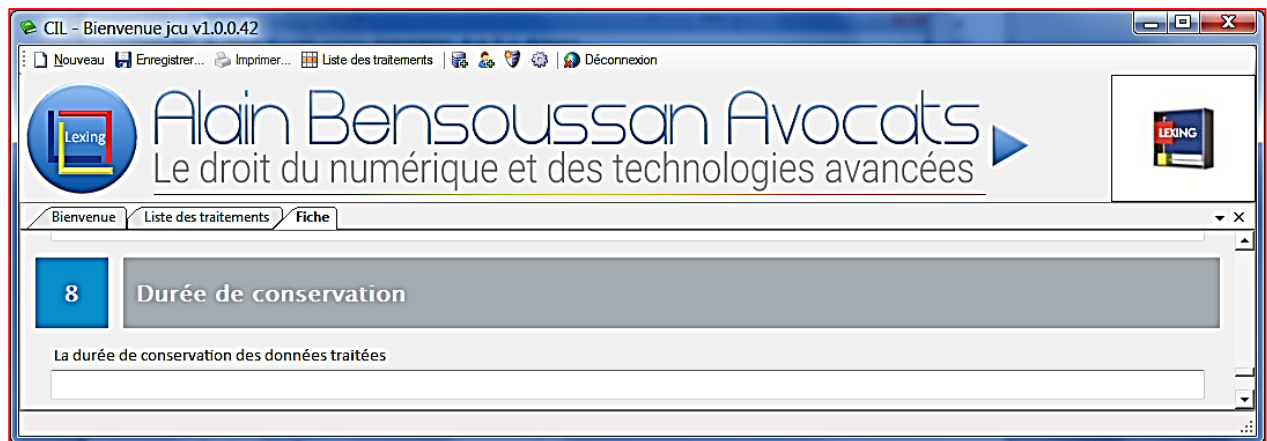 CIL - Bienvenue jcu v1.0.0.42
Nouveau Enregistrer... Imprimer... Liste des traitements Déconnexion
Lexing
Alain Bensoussan Avocats
Le droit du numérique et des technologies avancées
LEXING
Bienvenue Liste des traitements Fiche
8 Durée de conservation
La durée de conservation des données traitées